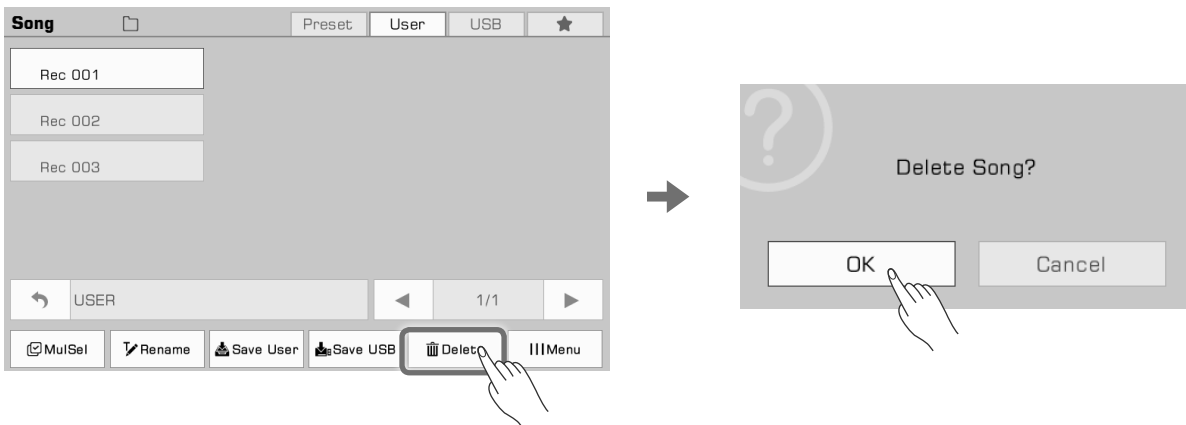 Song Preset User USB
Rec 001
Rec 002
Rec 003
USER 1/1
MulSel Rename Save User Save USB Delete Menu
?
Delete Song?
OK Cancel